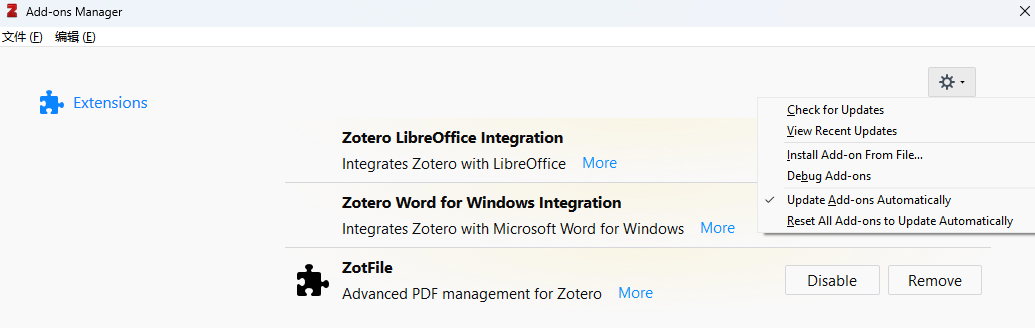 Add-ons Manager
文件 (F) 编辑 (E)
Extensions
Check for Updates
View Recent Updates
Install Add-on From File...
Debug Add-ons
Update Add-ons Automatically
Reset All Add-ons to Update Automatically
Zotero LibreOffice Integration
Integrates Zotero with LibreOffice More
Zotero Word for Windows Integration
Integrates Zotero with Microsoft Word for Windows More
ZotFile
Advanced PDF management for Zotero More
Disable Remove